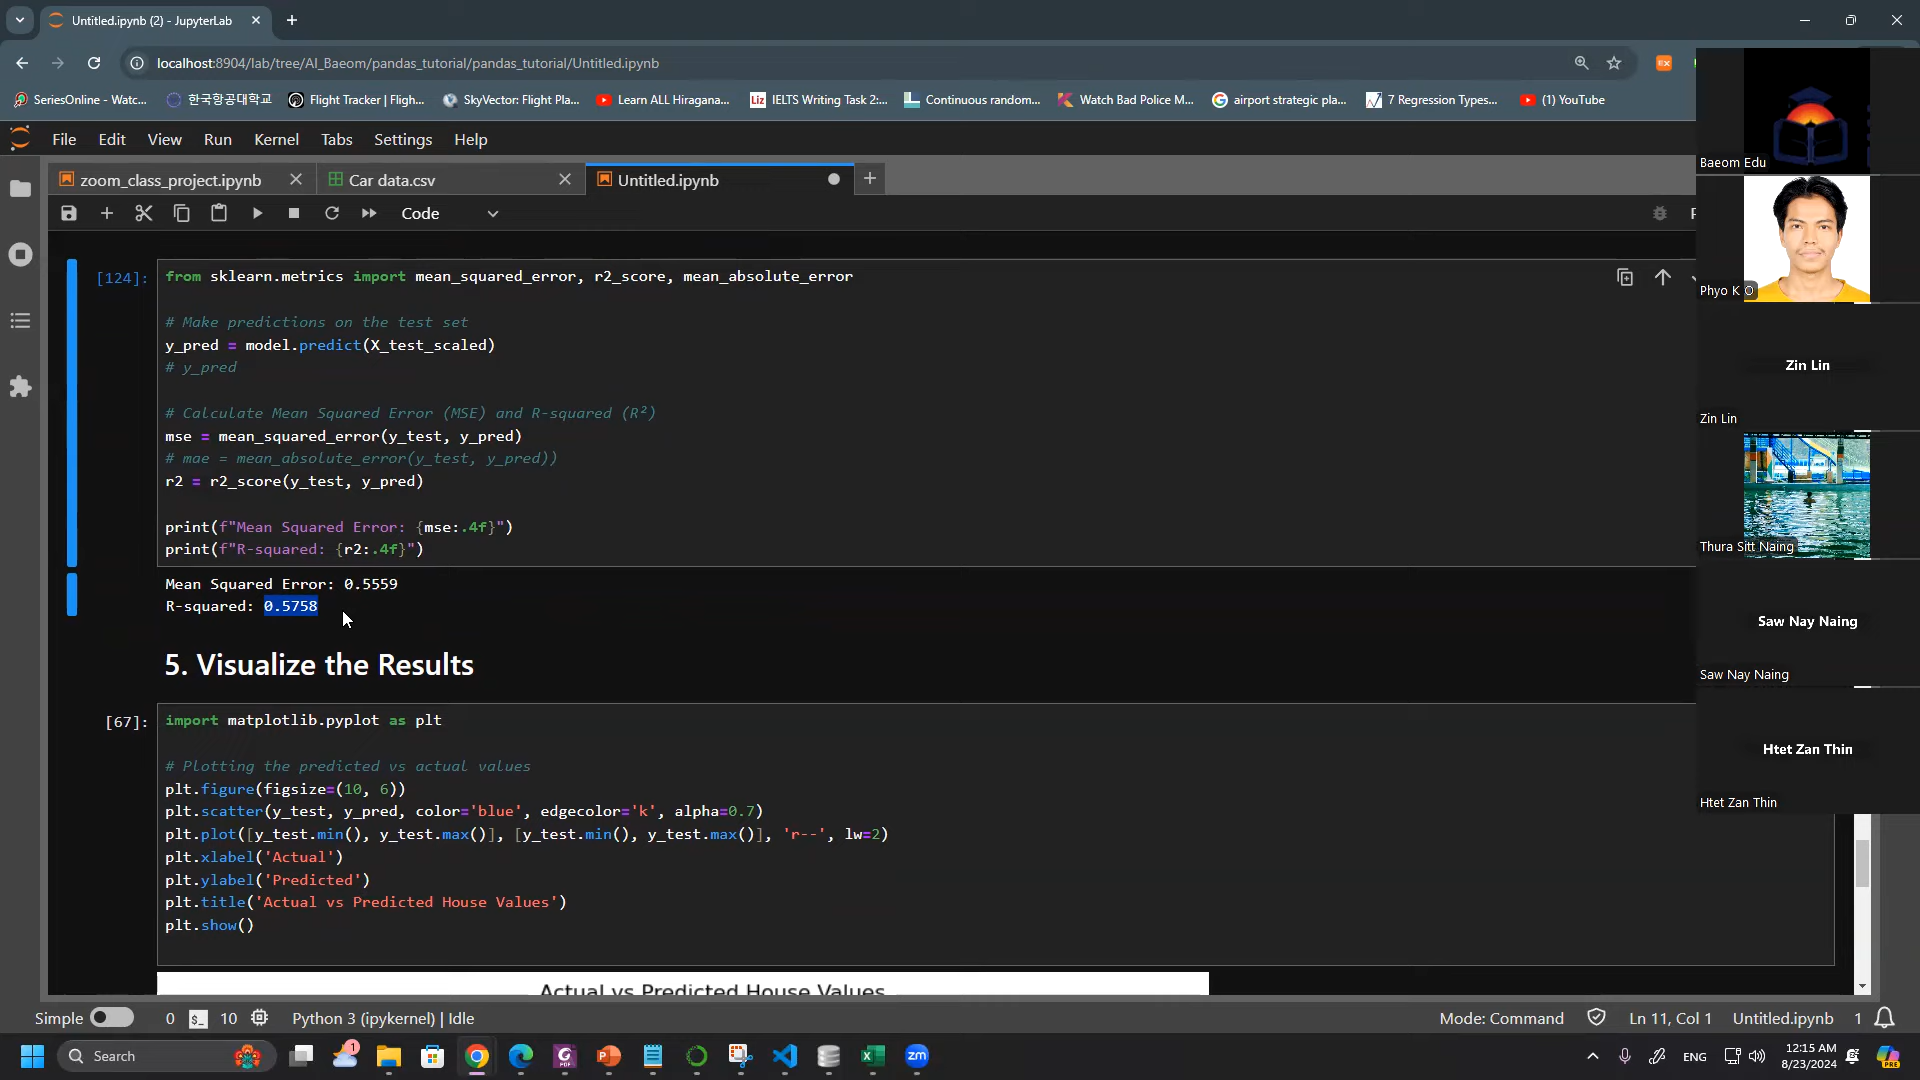 Untitled.ipynb (2) - JupyterLab
localhost:8904/lab/tree/AI_Baeom/pandas_tutorial/pandas_tutorial/Untitled.ipynb
SeriesOnline - Watc...
한국항공대학교
Flight Tracker | Fligh...
SkyVector: Flight Pla...
Learn ALL Hiragana...
Liz IELTS Writing Task 2:...
Continuous random...
Watch Bad Police M...
airport strategic pla...
7 Regression Types...
(1) YouTube
File Edit View Run Kernel Tabs Settings Help
zoom_class_project.ipynb
Car data.csv
Untitled.ipynb
Code
[124]:
from sklearn.metrics import mean_squared_error, r2_score, mean_absolute_error
# Make predictions on the test set
y_pred = model.predict(X_test_scaled)
# y_pred
# Calculate Mean Squared Error (MSE) and R-squared (R²)
mse = mean_squared_error(y_test, y_pred)
# mae = mean_absolute_error(y_test, y_pred))
r2 = r2_score(y_test, y_pred)
print(f"Mean Squared Error: {mse:.4f}")
print(f"R-squared: {r2:.4f}")
Mean Squared Error: 0.5559
R-squared: 0.5758
5. Visualize the Results
[67]:
import matplotlib.pyplot as plt
# Plotting the predicted vs actual values
plt.figure(figsize=(10, 6))
plt.scatter(y_test, y_pred, color='blue', edgecolor='k', alpha=0.7)
plt.plot([y_test.min(), y_test.max()], [y_test.min(), y_test.max()], 'r--', lw=2)
plt.xlabel('Actual')
plt.ylabel('Predicted')
plt.title('Actual vs Predicted House Values')
plt.show()
Actual vs Predicted House Values
Baeom Edu
Phyo K O
Zin Lin
Zin Lin
Thura Sitt Naing
Saw Nay Naing
Saw Nay Naing
Htet Zan Thin
Htet Zan Thin
Simple 0 10 Python 3 (ipykernel) | Idle
Mode: Command Ln 11, Col 1 Untitled.ipynb 1
Search
1
zm
ENG
12:15 AM
8/23/2024
PRE